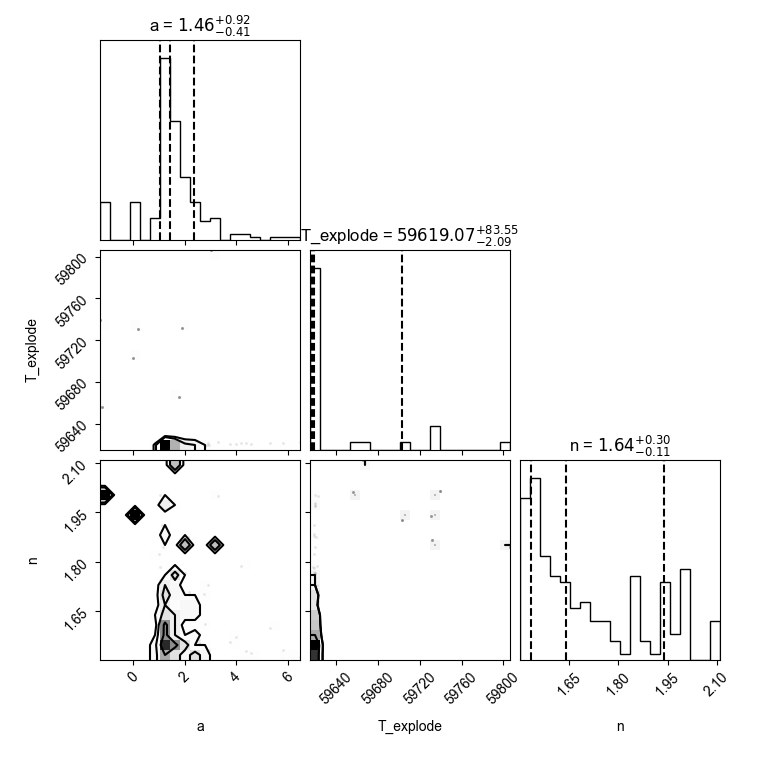 a = 1.46+0.92−0.41
T_explode = 59619.07+83.55−2.09
59800
59760
59720
59680
59640
T_explode
n = 1.64+0.30−0.11
2.10
1.95
1.80
1.65
n
0 2 4 6
59640 59680 59720 59760 59800
1.65 1.80 1.95 2.10
a T_explode n